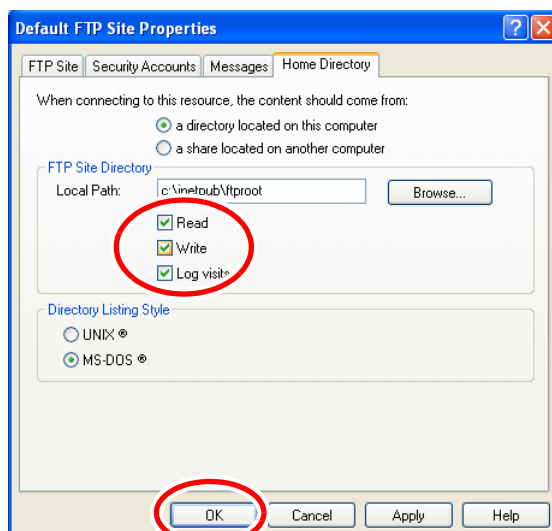 Default FTP Site Properties
FTP Site Security Accounts Messages Home Directory
When connecting to this resource, the content should come from:
a directory located on this computer
a share located on another computer
FTP Site Directory
Local Path: c:\inetpub\ftproot Browse...
Read
Write
Log visits
Directory Listing Style
UNIX ®
MS-DOS ®
OK Cancel Apply Help